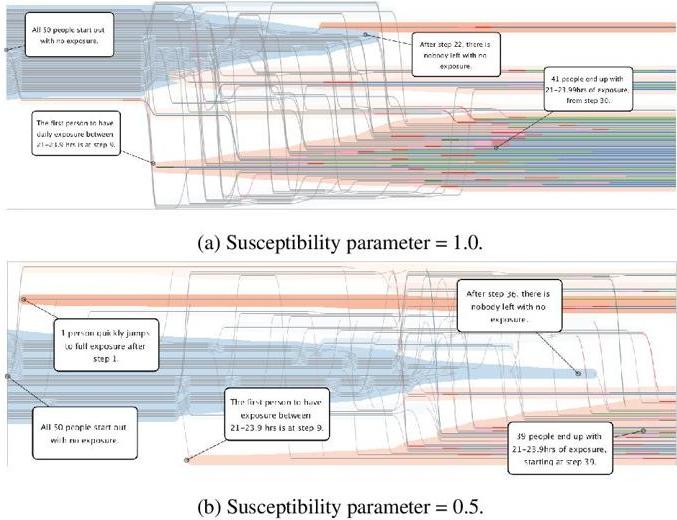 All 50 people start out
with no exposure.
After step 22, there is
nobody left with no
exposure.
41 people end up with
21-23.99hrs of exposure,
from step 30.
The first person to have
daily exposure between
21-23.9 hrs is at step 9.
(a) Susceptibility parameter = 1.0.
After step 36, there is
nobody left with no
exposure.
1 person quickly jumps
to full exposure after
step 1.
The first person to have
exposure between
21-23.9 hrs is at step 9.
All 50 people start out
with no exposure.
39 people end up with
21-23.9hrs of exposure,
starting at step 39.
(b) Susceptibility parameter = 0.5.